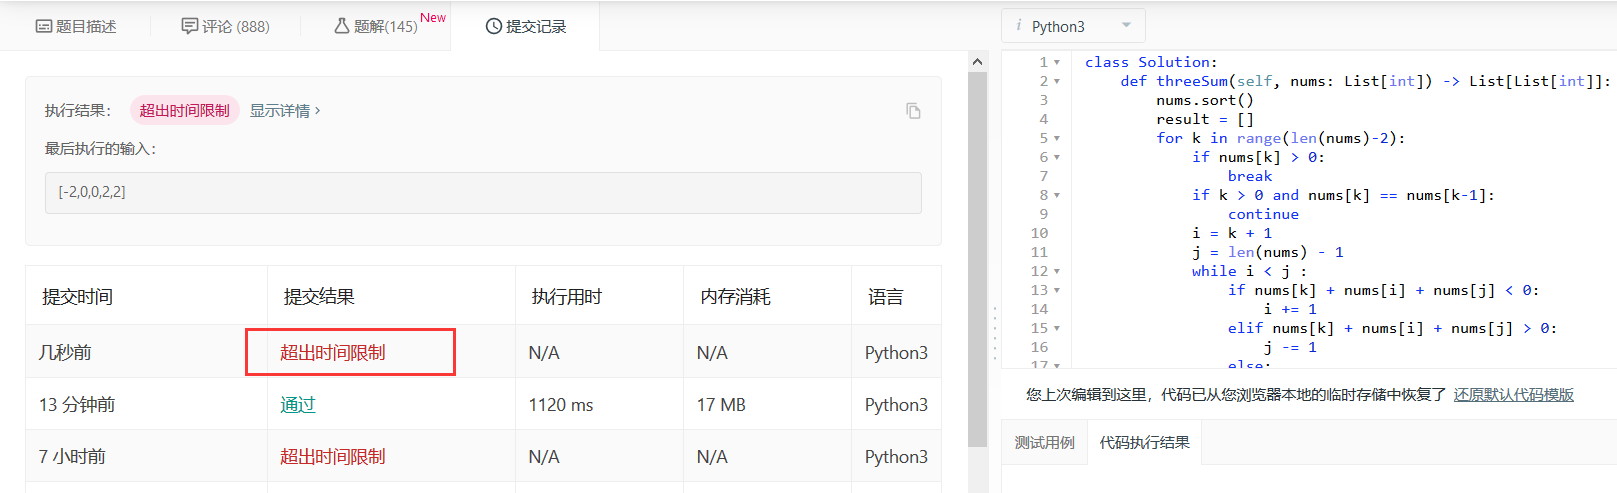 题目描述
评论 (888)
题解(145)
New
提交记录
执行结果：
超出时间限制
显示详情 ›
最后执行的输入：
[-2,0,0,2,2]
提交时间 提交结果 执行用时 内存消耗 语言
几秒前 超出时间限制 N/A N/A Python3
13 分钟前 通过 1120 ms 17 MB Python3
7 小时前 超出时间限制 N/A N/A Python3
i Python3
1 class Solution:
2 def threeSum(self, nums: List[int]) -> List[List[int]]:
3 nums.sort()
4 result = []
5 for k in range(len(nums)-2):
6 if nums[k] > 0:
7 break
8 if k > 0 and nums[k] == nums[k-1]:
9 continue
10 i = k + 1
11 j = len(nums) - 1
12 while i < j :
13 if nums[k] + nums[i] + nums[j] < 0:
14 i += 1
15 elif nums[k] + nums[i] + nums[j] > 0:
16 j -= 1
17 else:
您上次编辑到这里，代码已从您浏览器本地的临时存储中恢复了 还原默认代码模版
测试用例
代码执行结果